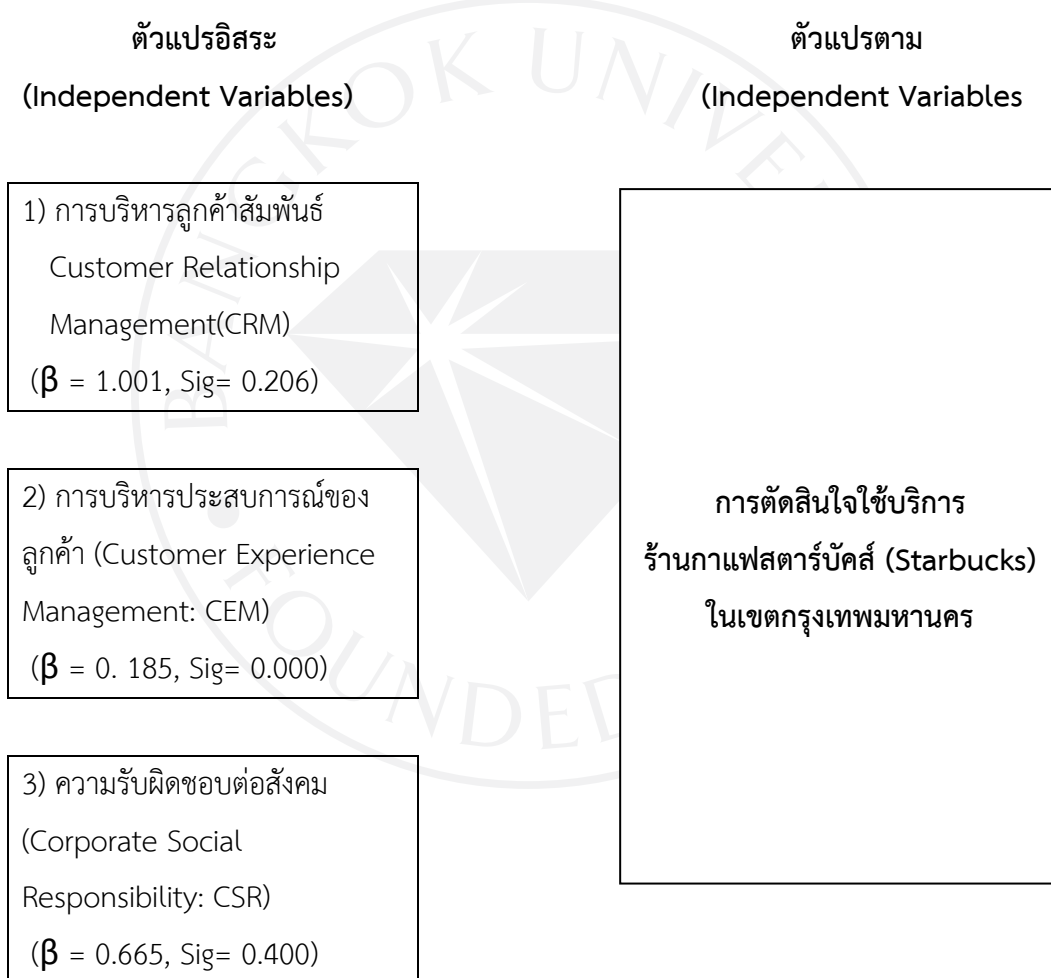 ตัวแปรอิสระ
(Independent Variables)
ตัวแปรตาม
(Independent Variables
1) การบริหารลูกค้าสัมพันธ์
Customer Relationship
Management(CRM)
(β = 1.001, Sig= 0.206)
2) การบริหารประสบการณ์ของ
ลูกค้า (Customer Experience
Management: CEM)
(β = 0. 185, Sig= 0.000)
3) ความรับผิดชอบต่อสังคม
(Corporate Social
Responsibility: CSR)
(β = 0.665, Sig= 0.400)
การตัดสินใจใช้บริการ
ร้านกาแฟสตาร์บัคส์ (Starbucks)
ในเขตกรุงเทพมหานคร
BANGKOK UNIVE
FOUNDED